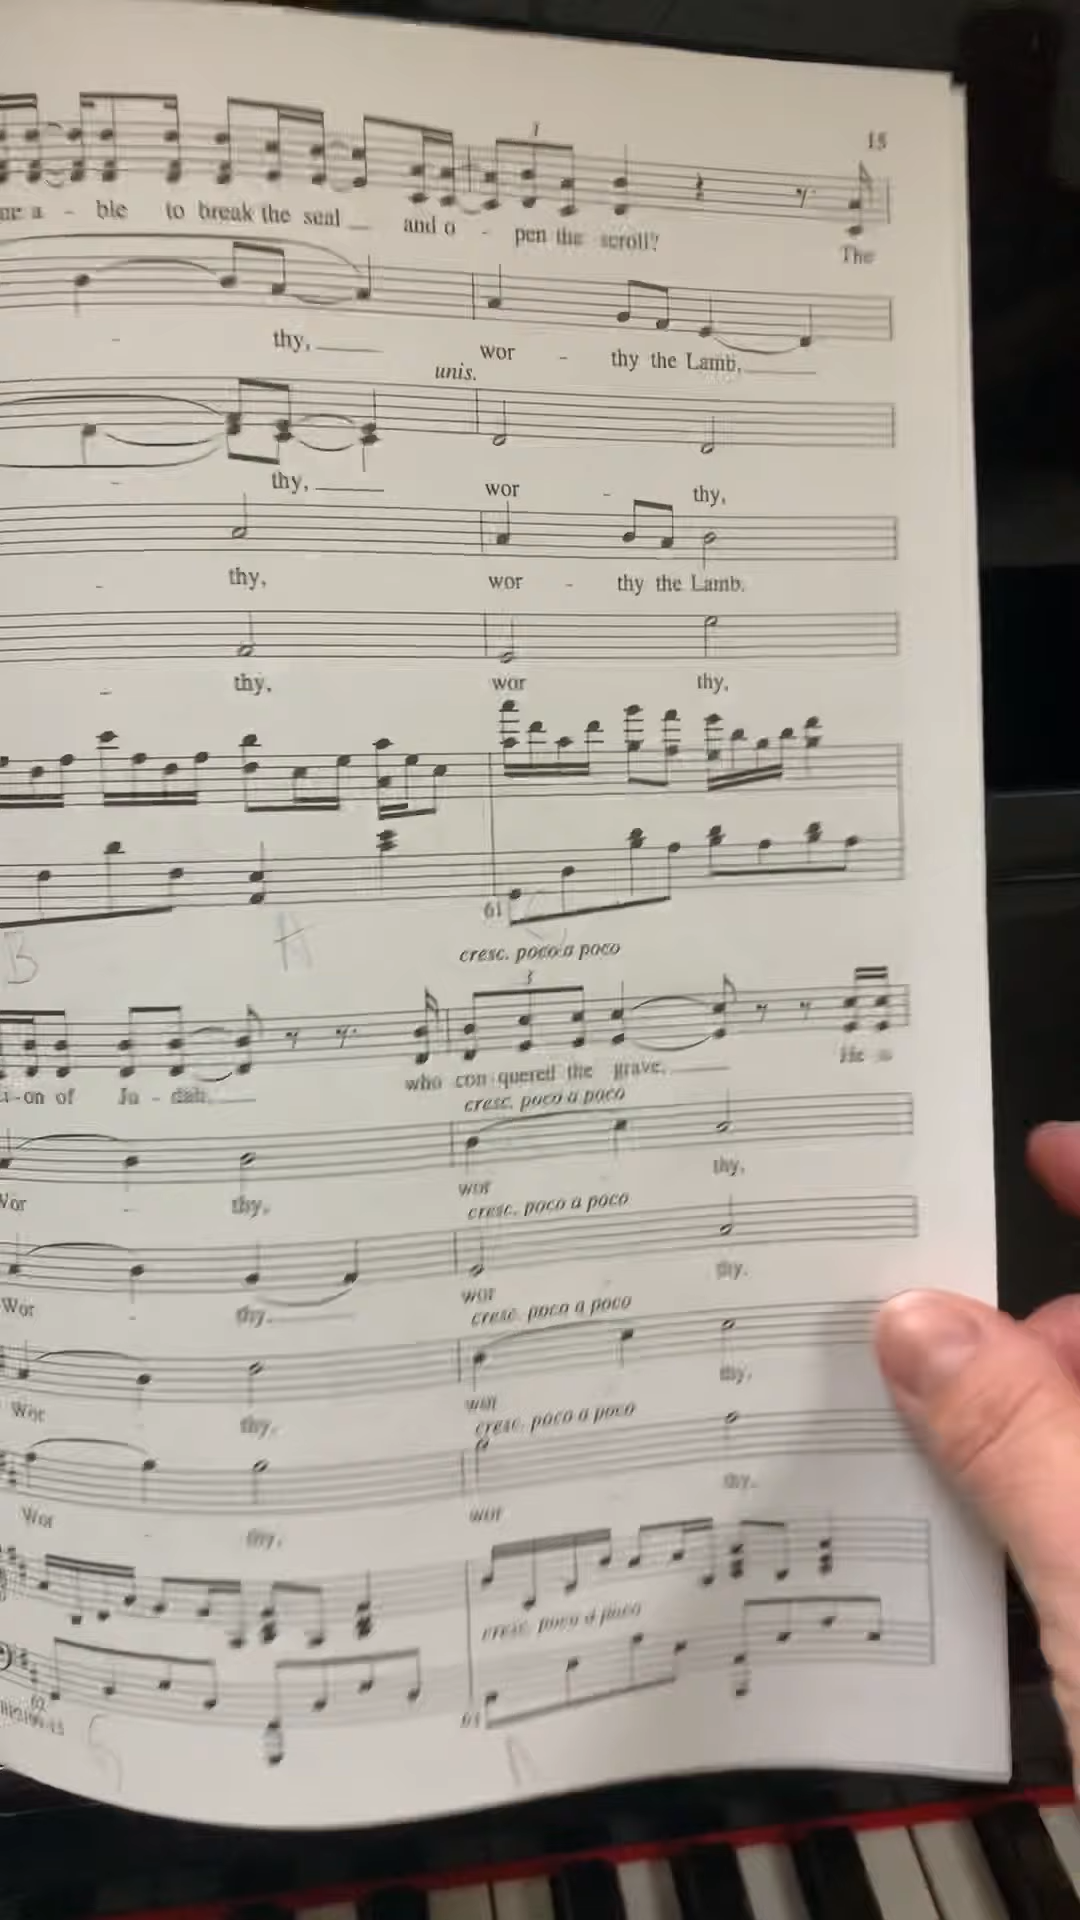 15
ble to break the seal and o - pen the scroll?
The
thy, wor - thy the Lamb,
unis.
thy, wor - thy,
thy, wor - thy the Lamb.
thy, wor thy,
61
B A
cresc. poco a poco
3
on of Ju - dah, who con - quered the grave. He
cresc. poco a poco
thy, wor thy,
cresc. poco a poco
Wor thy. wor thy.
cresc. poco a poco
Wor thy. wor thy.
cresc. poco a poco
Wor thy. wor thy.
cresc. poco a poco
62 63
G A